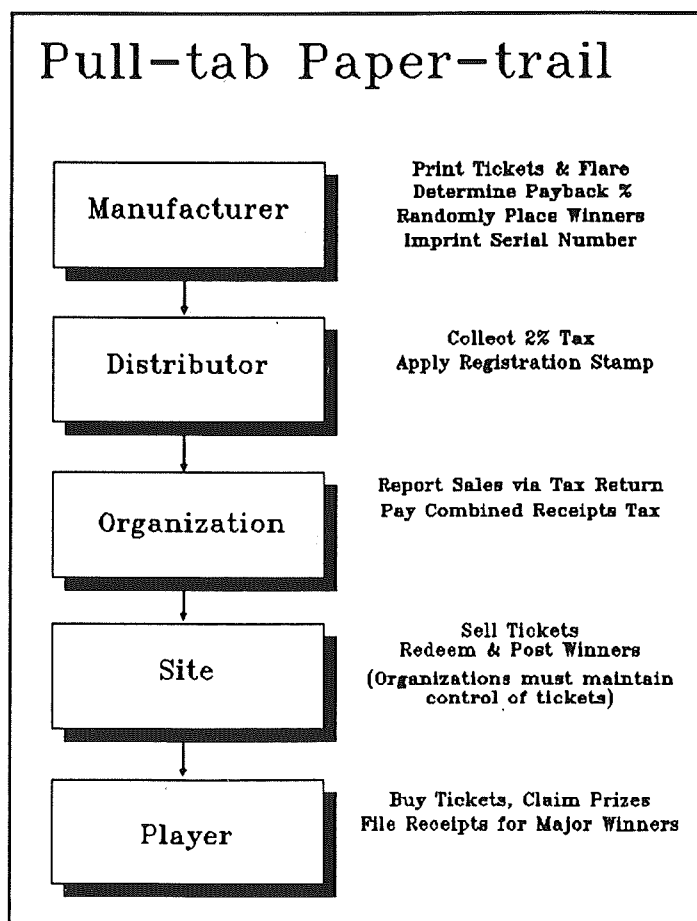 Pull-tab Paper-trail
Manufacturer
Print Tickets & Flare
Determine Payback %
Randomly Place Winners
Imprint Serial Number
Distributor
Collect 2% Tax
Apply Registration Stamp
Organization
Report Sales via Tax Return
Pay Combined Receipts Tax
Site
Sell Tickets
Redeem & Post Winners
(Organizations must maintain
control of tickets)
Player
Buy Tickets, Claim Prizes
File Receipts for Major Winners